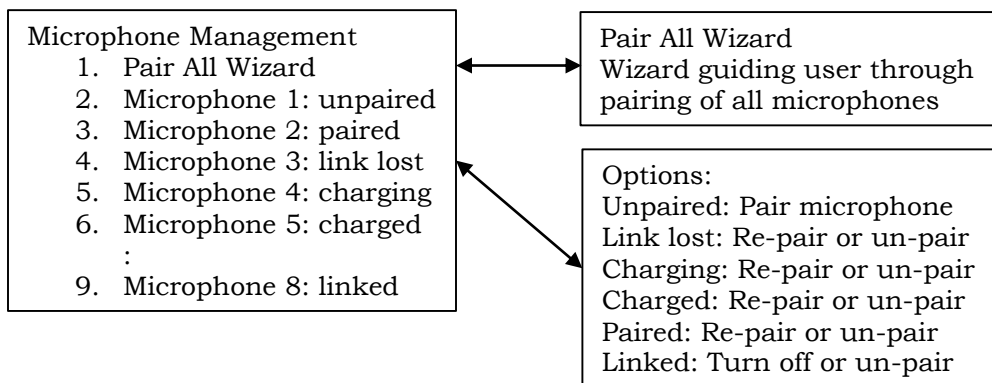 Microphone Management
1. Pair All Wizard
2. Microphone 1: unpaired
3. Microphone 2: paired
4. Microphone 3: link lost
5. Microphone 4: charging
6. Microphone 5: charged
:
9. Microphone 8: linked
Pair All Wizard
Wizard guiding user through
pairing of all microphones
Options:
Unpaired: Pair microphone
Link lost: Re-pair or un-pair
Charging: Re-pair or un-pair
Charged: Re-pair or un-pair
Paired: Re-pair or un-pair
Linked: Turn off or un-pair